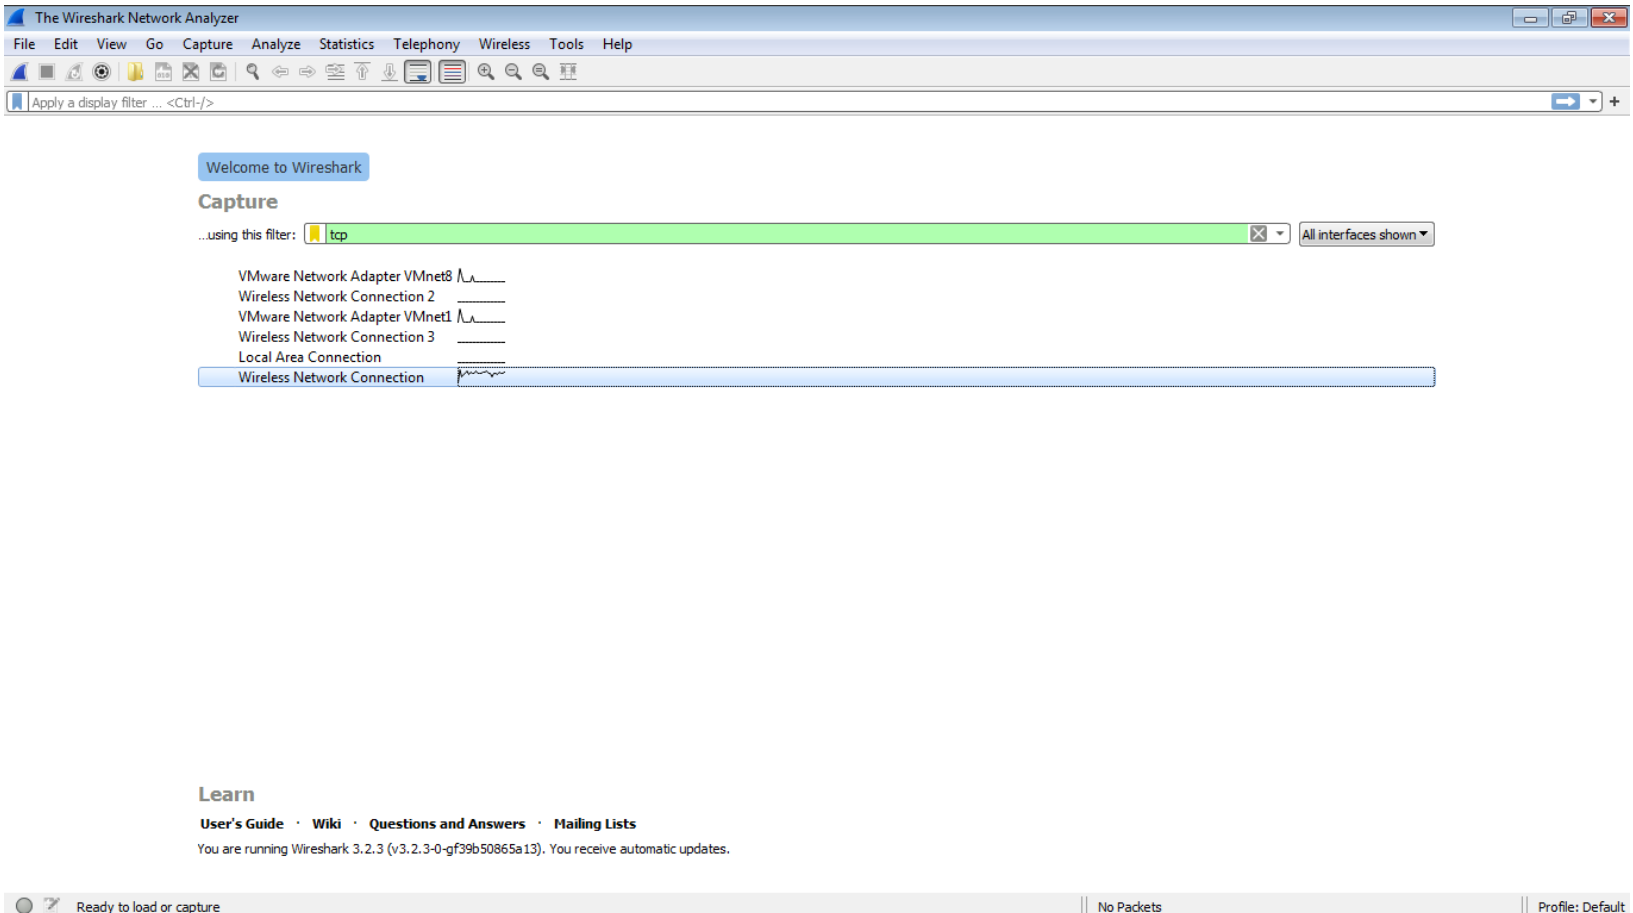 The Wireshark Network Analyzer
File Edit View Go Capture Analyze Statistics Telephony Wireless Tools Help
Apply a display filter ... <Ctrl-/>
Welcome to Wireshark
Capture
...using this filter: tcp All interfaces shown
VMware Network Adapter VMnet8
Wireless Network Connection 2
VMware Network Adapter VMnet1
Wireless Network Connection 3
Local Area Connection
Wireless Network Connection
Learn
User's Guide · Wiki · Questions and Answers · Mailing Lists
You are running Wireshark 3.2.3 (v3.2.3-0-gf39b50865a13). You receive automatic updates.
Ready to load or capture No Packets Profile: Default